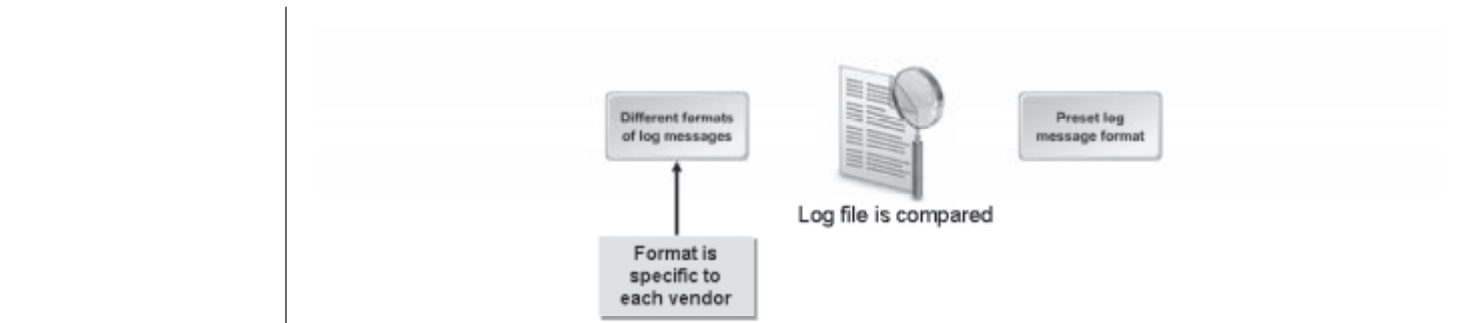 Different formats
of log messages
Preset log
message format
Log file is compared
Format is
specific to
each vendor